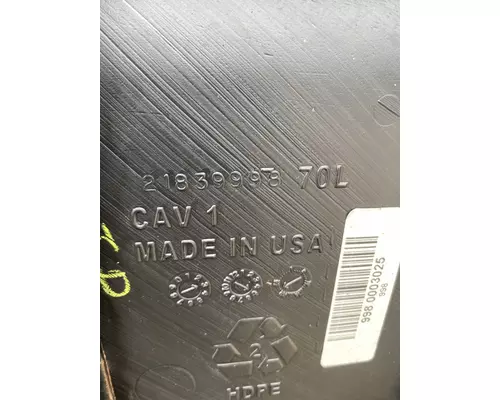 21839998 70L
CAV 1
MADE IN USA
2
HDPE
998 0003025
998